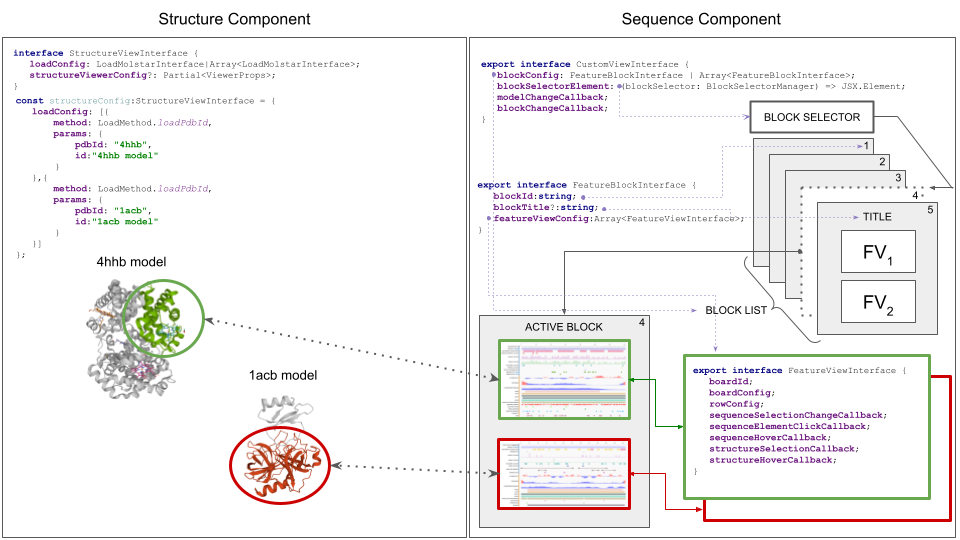 Structure Component
interface StructureViewInterface {
loadConfig: LoadMolstarInterface|Array<LoadMolstarInterface>;
structureViewerConfig?: Partial<ViewerProps>;
}
const structureConfig:StructureViewInterface = {
loadConfig: [{
method: LoadMethod.loadPdbId,
params: {
pdbId: "4hhb",
id:"4hhb model"
}
},{
method: LoadMethod.loadPdbId,
params: {
pdbId: "1acb",
id:"1acb model"
}
}]
};
4hhb model
1acb model
Sequence Component
export interface CustomViewInterface {
blockConfig: FeatureBlockInterface | Array<FeatureBlockInterface>;
blockSelectorElement: (blockSelector: BlockSelectorManager) => JSX.Element;
modelChangeCallback;
blockChangeCallback;
}
BLOCK SELECTOR
1
2
3
4
5
export interface FeatureBlockInterface {
blockId:string;
blockTitle?:string;
featureViewConfig:Array<FeatureViewInterface>;
}
TITLE
FV1
FV2
BLOCK LIST
ACTIVE BLOCK
4
export interface FeatureViewInterface {
boardId;
boardConfig;
rowConfig;
sequenceSelectionChangeCallback;
sequenceElementClickCallback;
sequenceHoverCallback;
structureSelectionCallback;
structureHoverCallback;
}